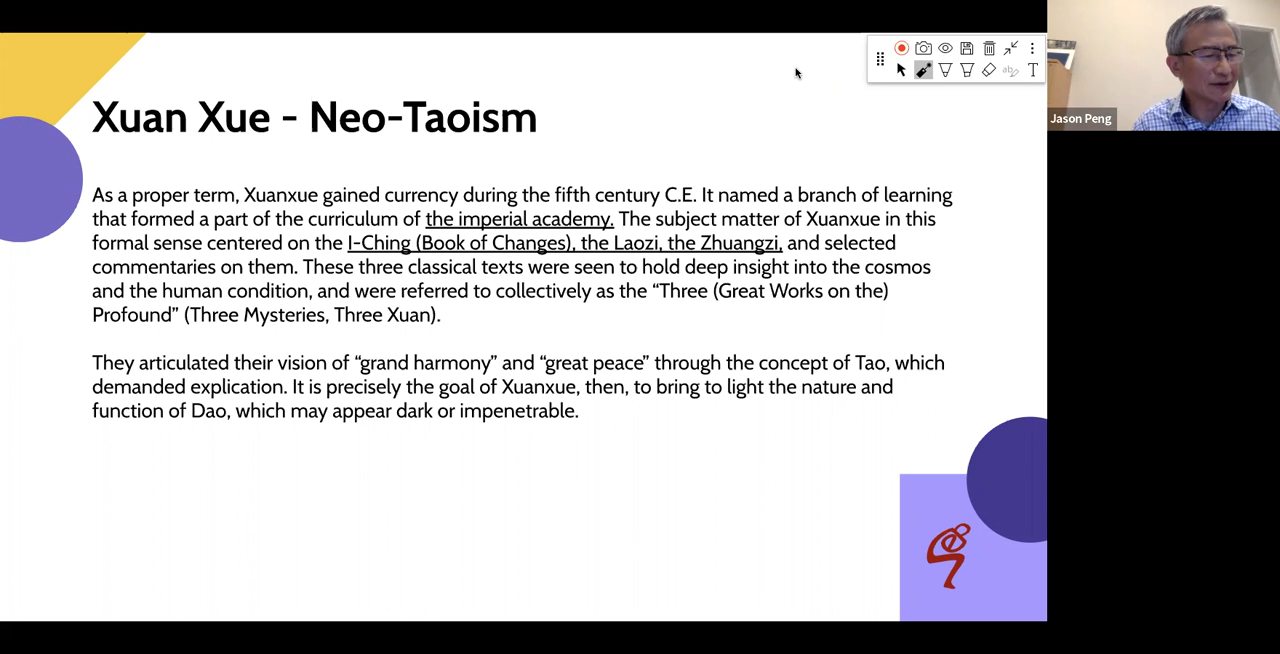 Xuan Xue - Neo-Taoism
As a proper term, Xuanxue gained currency during the fifth century C.E. It named a branch of learning
that formed a part of the curriculum of the imperial academy. The subject matter of Xuanxue in this
formal sense centered on the I-Ching (Book of Changes), the Laozi, the Zhuangzi, and selected
commentaries on them. These three classical texts were seen to hold deep insight into the cosmos
and the human condition, and were referred to collectively as the “Three (Great Works on the)
Profound” (Three Mysteries, Three Xuan).
They articulated their vision of “grand harmony” and “great peace” through the concept of Tao, which
demanded explication. It is precisely the goal of Xuanxue, then, to bring to light the nature and
function of Dao, which may appear dark or impenetrable.
ab
T
Jason Peng